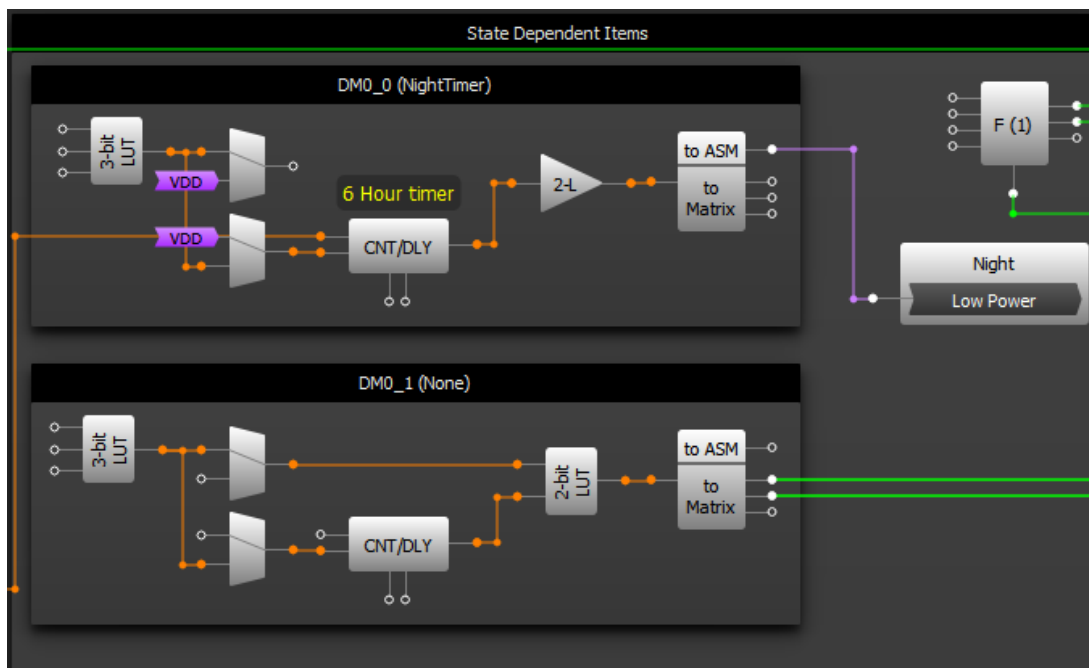 State Dependent Items
DM0_0 (NightTimer)
3-bit
LUT
VDD
VDD
6 Hour timer
CNT/DLY
2-L
to ASM
to
Matrix
F (1)
Night
Low Power
DM0_1 (None)
3-bit
LUT
CNT/DLY
2-bit
LUT
to ASM
to
Matrix